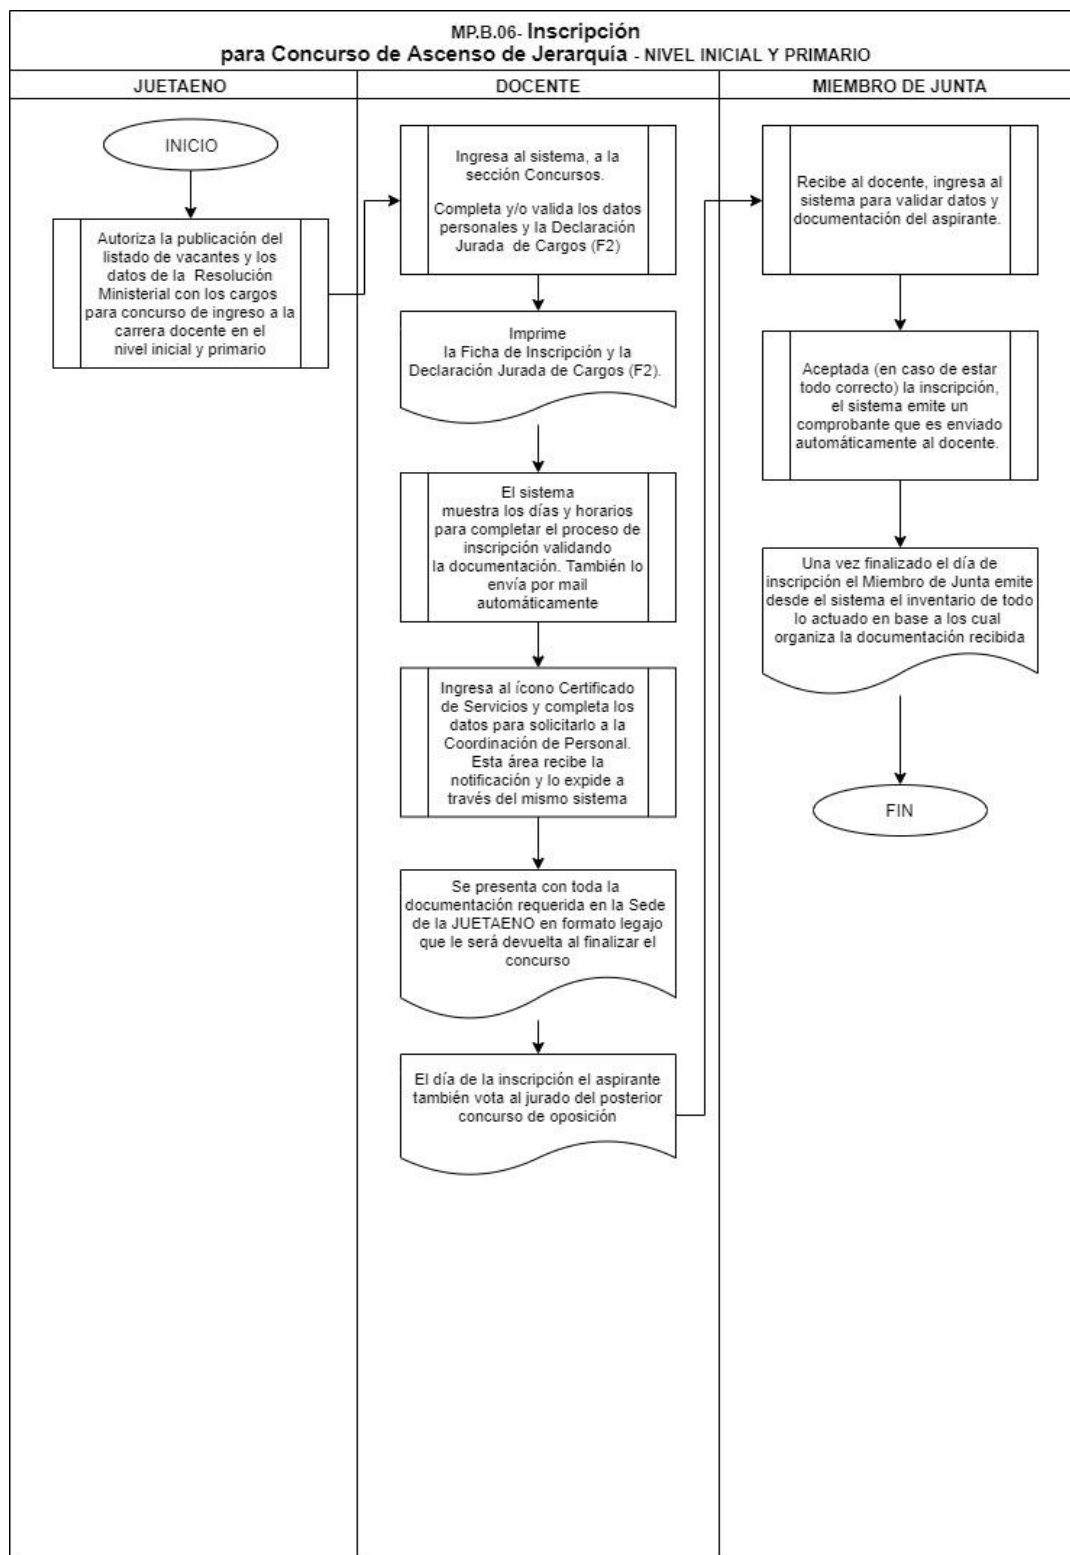 MP.B.06- Inscripción
para Concurso de Ascenso de Jerarquía - NIVEL INICIAL Y PRIMARIO
JUETAENO
DOCENTE
MIEMBRO DE JUNTA
INICIO
Autoriza la publicación del
listado de vacantes y los
datos de la Resolución
Ministerial con los cargos
para concurso de ingreso a la
carrera docente en el
nivel inicial y primario
Ingresa al sistema, a la
sección Concursos.
Completa y/o valida los datos
personales y la Declaración
Jurada de Cargos (F2)
Imprime
la Ficha de Inscripción y la
Declaración Jurada de Cargos (F2).
El sistema
muestra los días y horarios
para completar el proceso de
inscripción validando
la documentación. También lo
envía por mail
automáticamente
Ingresa al ícono Certificado
de Servicios y completa los
datos para solicitarlo a la
Coordinación de Personal.
Esta área recibe la
notificación y lo expide a
través del mismo sistema
Se presenta con toda la
documentación requerida en la Sede
de la JUETAENO en formato legajo
que le será devuelta al finalizar el
concurso
El día de la inscripción el aspirante
también vota al jurado del posterior
concurso de oposición
Recibe al docente, ingresa al
sistema para validar datos y
documentación del aspirante.
Aceptada (en caso de estar
todo correcto) la inscripción,
el sistema emite un
comprobante que es enviado
automáticamente al docente.
Una vez finalizado el día de
inscripción el Miembro de Junta emite
desde el sistema el inventario de todo
lo actuado en base a los cual
organiza la documentación recibida
FIN